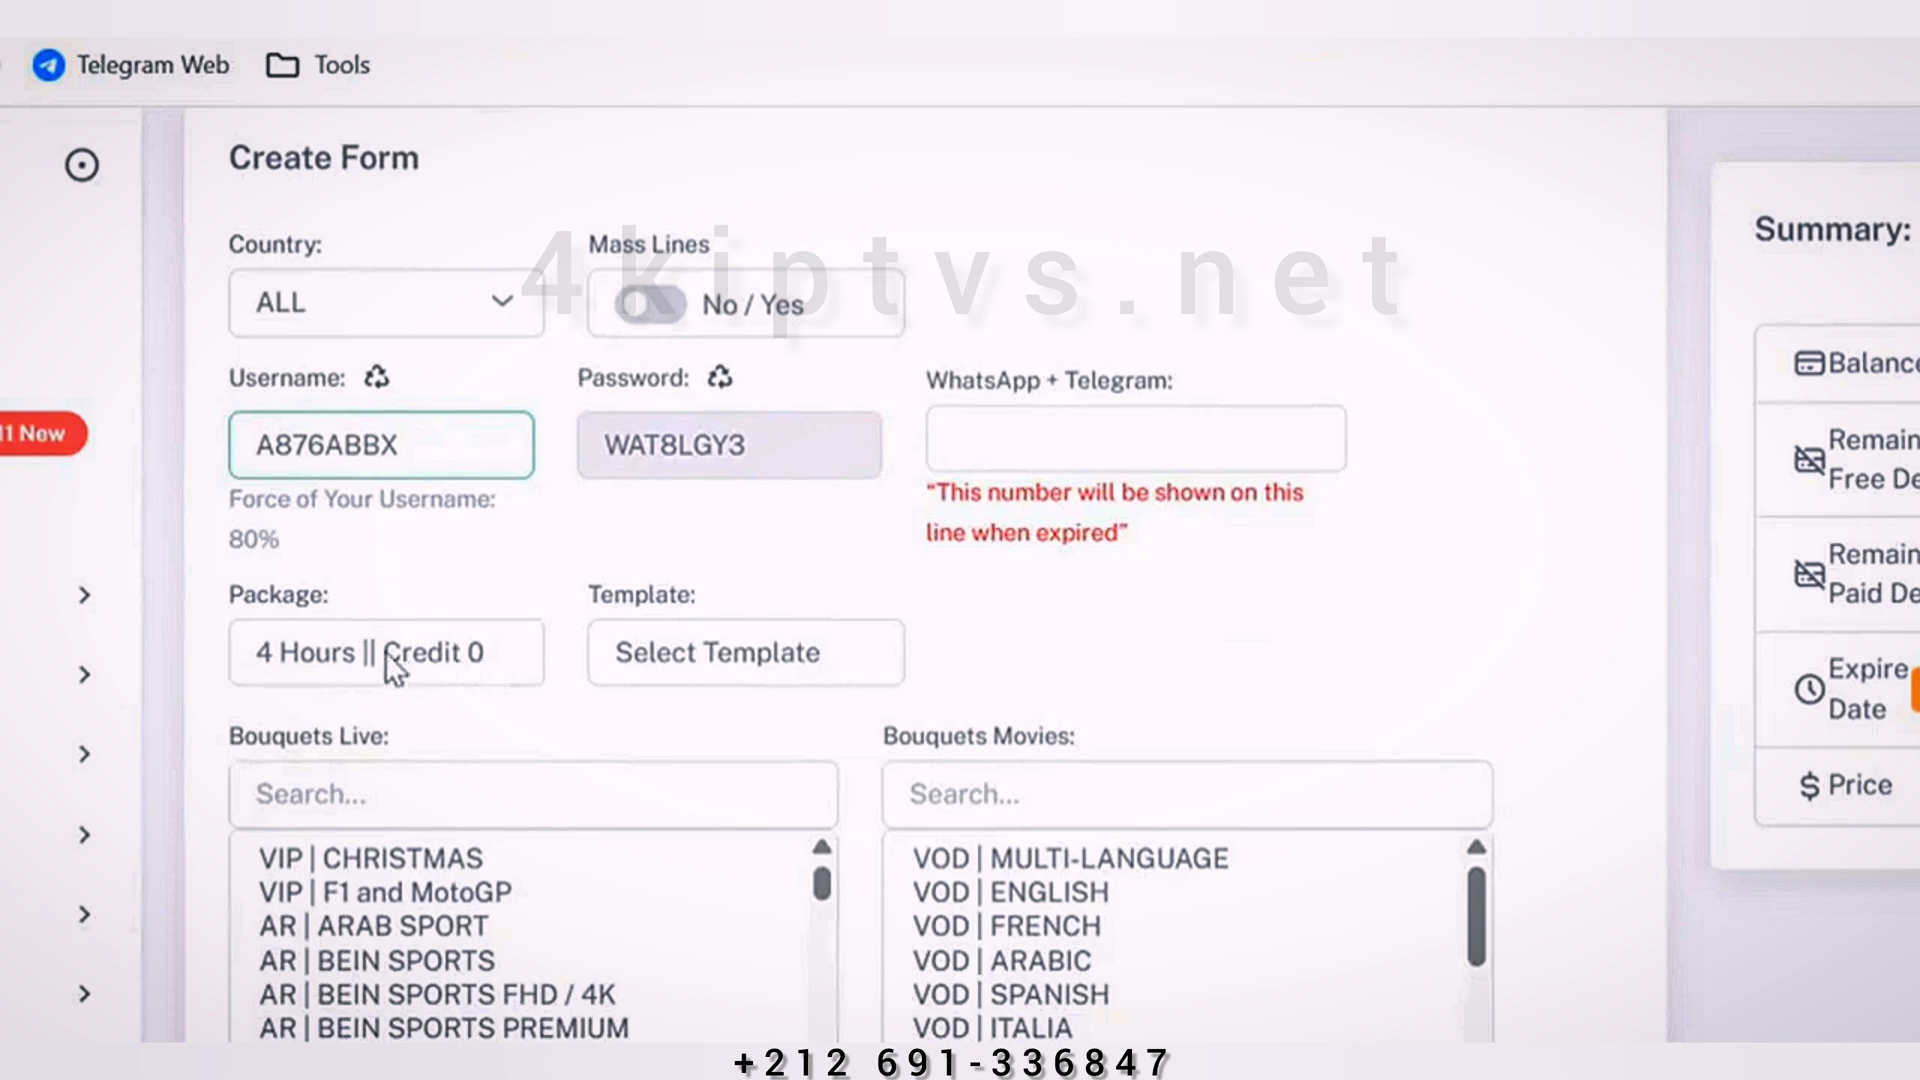 Telegram Web
Tools
Create Form
4kiptvs.net
Country:
Mass Lines
ALL
No / Yes
Username:
Password:
WhatsApp + Telegram:
A876ABBX
WAT8LGY3
Force of Your Username:
80%
"This number will be shown on this
line when expired"
Package:
Template:
4 Hours || Credit 0
Select Template
Bouquets Live:
Bouquets Movies:
Search...
Search...
VIP | CHRISTMAS
VIP | F1 and MotoGP
AR | ARAB SPORT
AR | BEIN SPORTS
AR | BEIN SPORTS FHD / 4K
AR | BEIN SPORTS PREMIUM
VOD | MULTI-LANGUAGE
VOD | ENGLISH
VOD | FRENCH
VOD | ARABIC
VOD | SPANISH
VOD | ITALIA
New
Summary:
Balance
Remain
Free De
Remain
Paid De
Expire
Date
$ Price
+212 691-336847